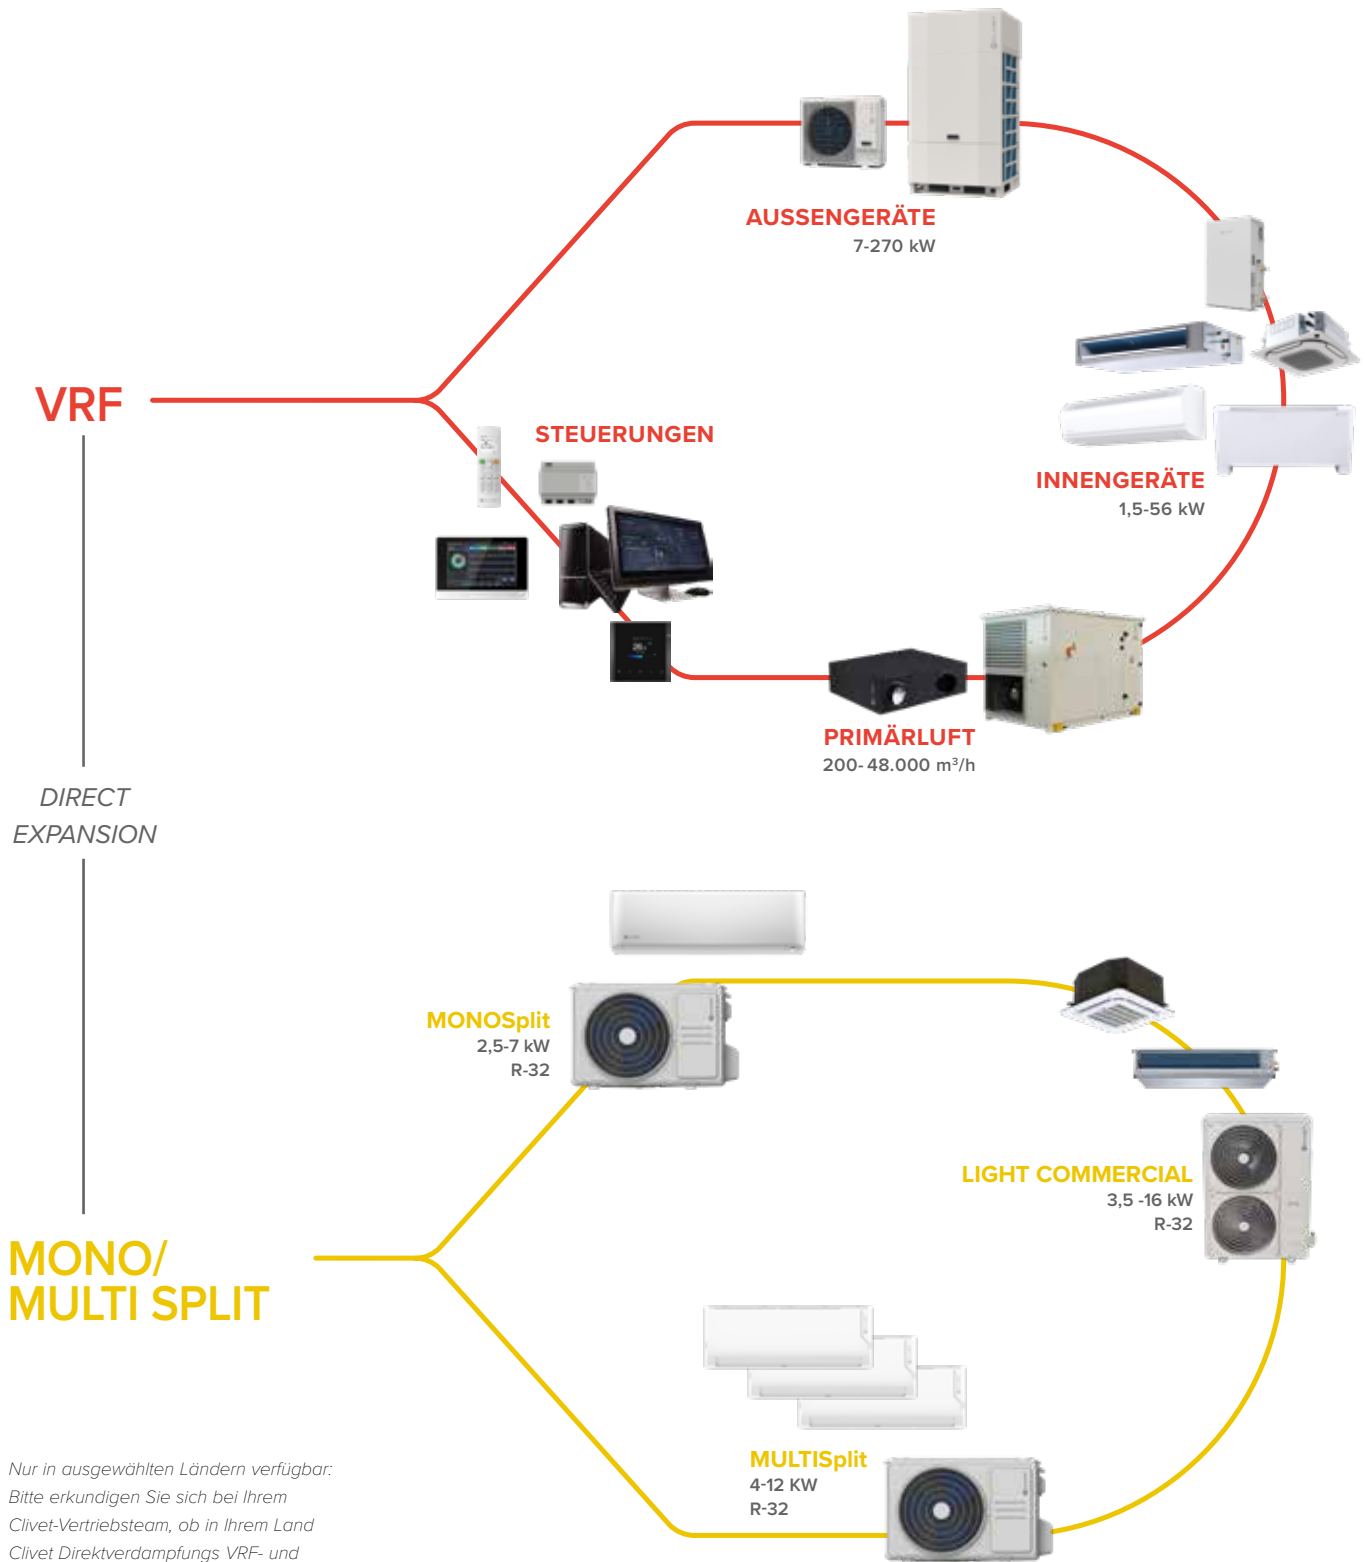 AUSSENGERÄTE
7-270 kW
VRF
STEUERUNGEN
INNENGERÄTE
1,5-56 kW
PRIMÄRLUFT
200- 48.000 m³/h
DIRECT
EXPANSION
MONOSplit
2,5-7 kW
R-32
LIGHT COMMERCIAL
3,5 -16 kW
R-32
MONO/
MULTI SPLIT
MULTISplit
4-12 KW
R-32
Nur in ausgewählten Ländern verfügbar:
Bitte erkundigen Sie sich bei Ihrem
Clivet-Vertriebsteam, ob in Ihrem Land
Clivet Direktverdampfungs VRF- und